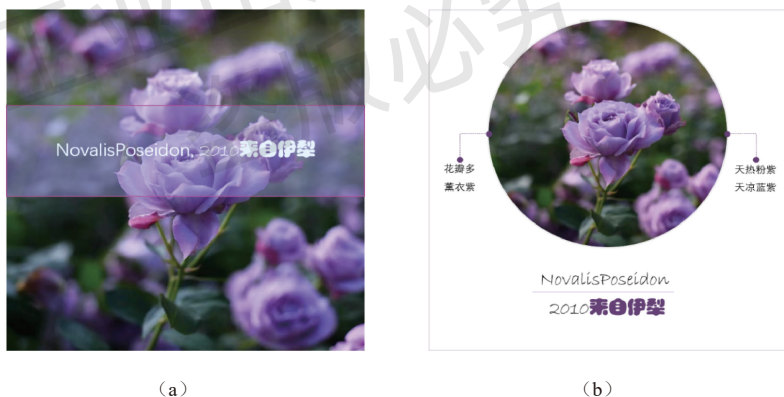 NovalisPoseidon, 2010来自伊犁
花瓣多
薰衣紫
天热粉紫
天凉蓝紫
NovalisPoseidon
2010来自伊犁
（a）
（b）